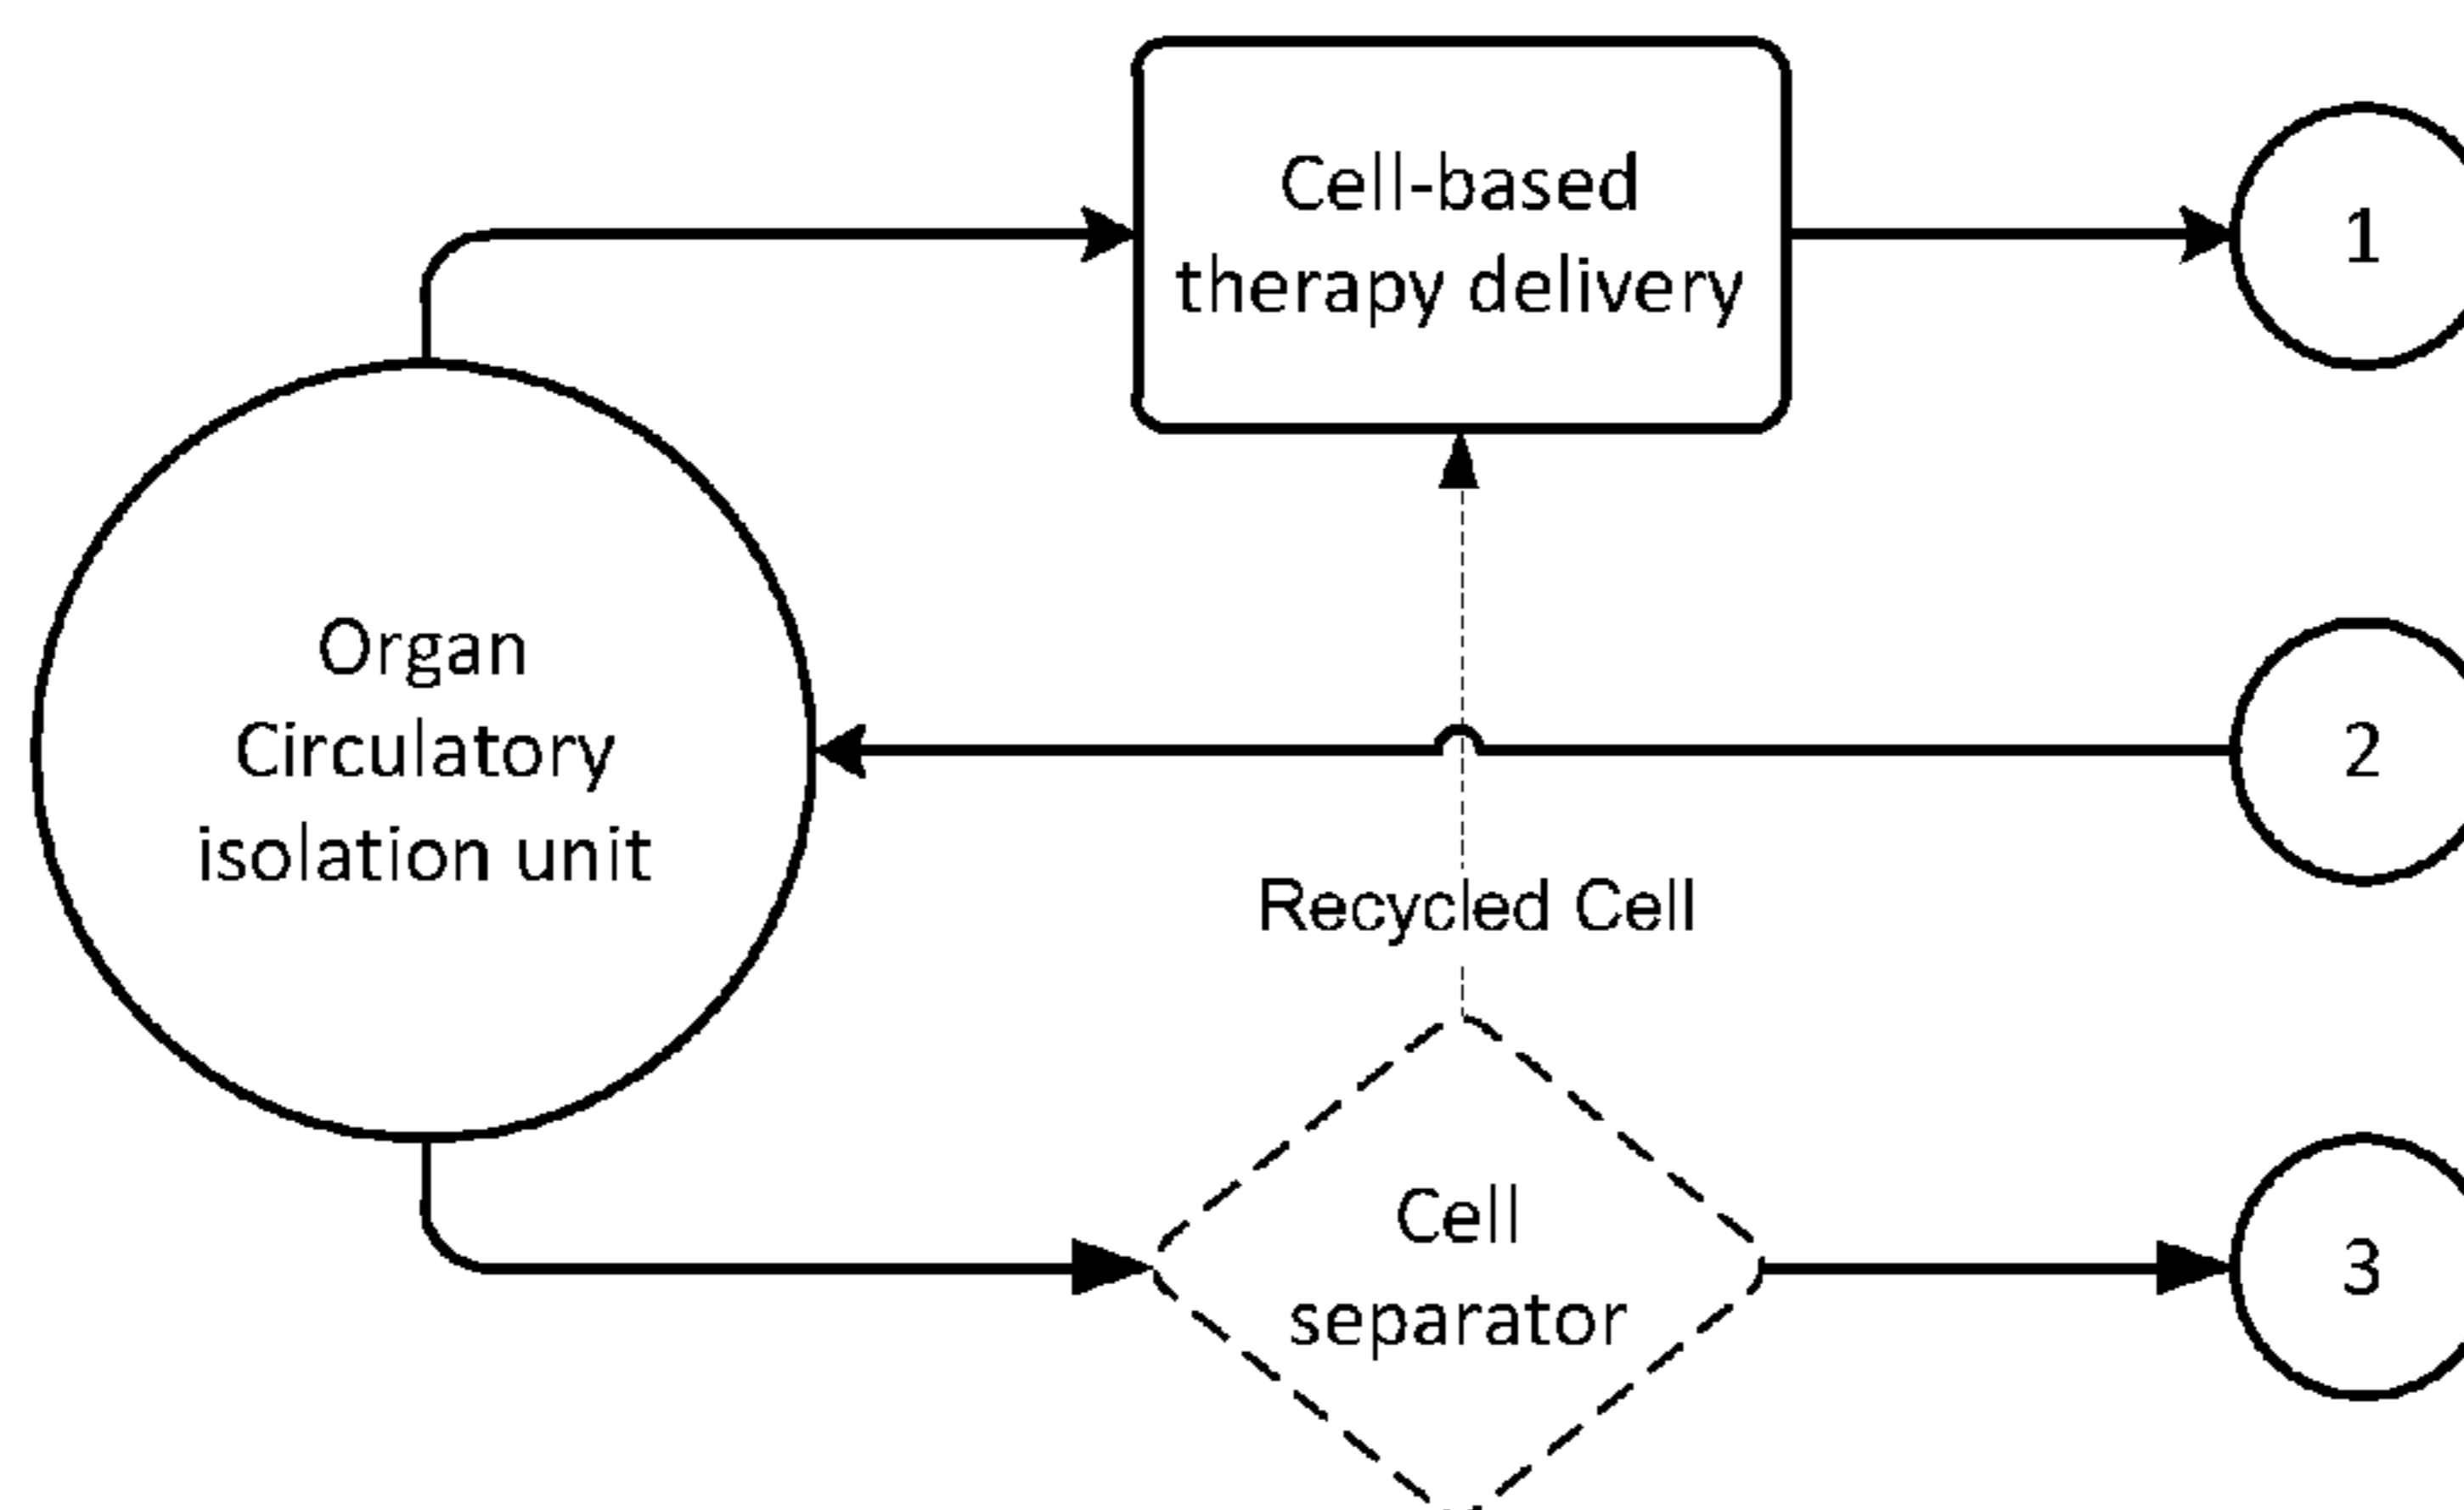 Cell-based
therapy delivery
1
Organ
Circulatory
isolation unit
2
Recycled Cell
Cell
separator
3